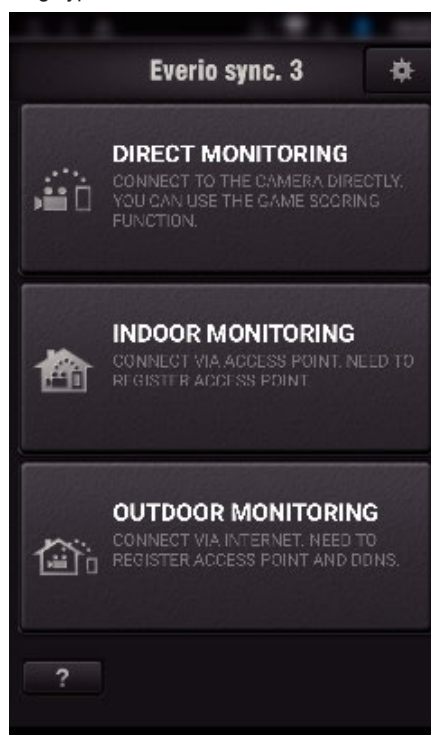 Everio sync. 3
DIRECT MONITORING
CONNECT TO THE CAMERA DIRECTLY.
YOU CAN USE THE GAME SCORING
FUNCTION.
INDOOR MONITORING
CONNECT VIA ACCESS POINT. NEED TO
REGISTER ACCESS POINT.
OUTDOOR MONITORING
CONNECT VIA INTERNET. NEED TO
REGISTER ACCESS POINT AND DDNS.
?